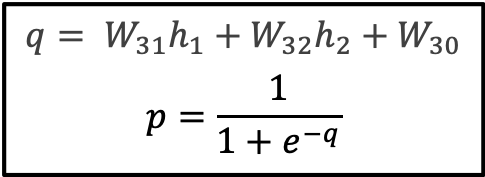 q = W₃₁h₁ + W₃₂h₂ + W₃₀
p = 1 / (1 + e⁻q)